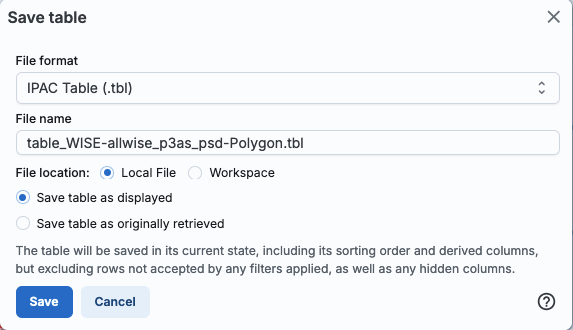 Save table
File format
IPAC Table (.tbl)
File name
table_WISE-allwise_p3as_psd-Polygon.tbl
File location: Local File Workspace
Save table as displayed
Save table as originally retrieved
The table will be saved in its current state, including its sorting order and derived columns,
but excluding rows not accepted by any filters applied, as well as any hidden columns.
Save Cancel